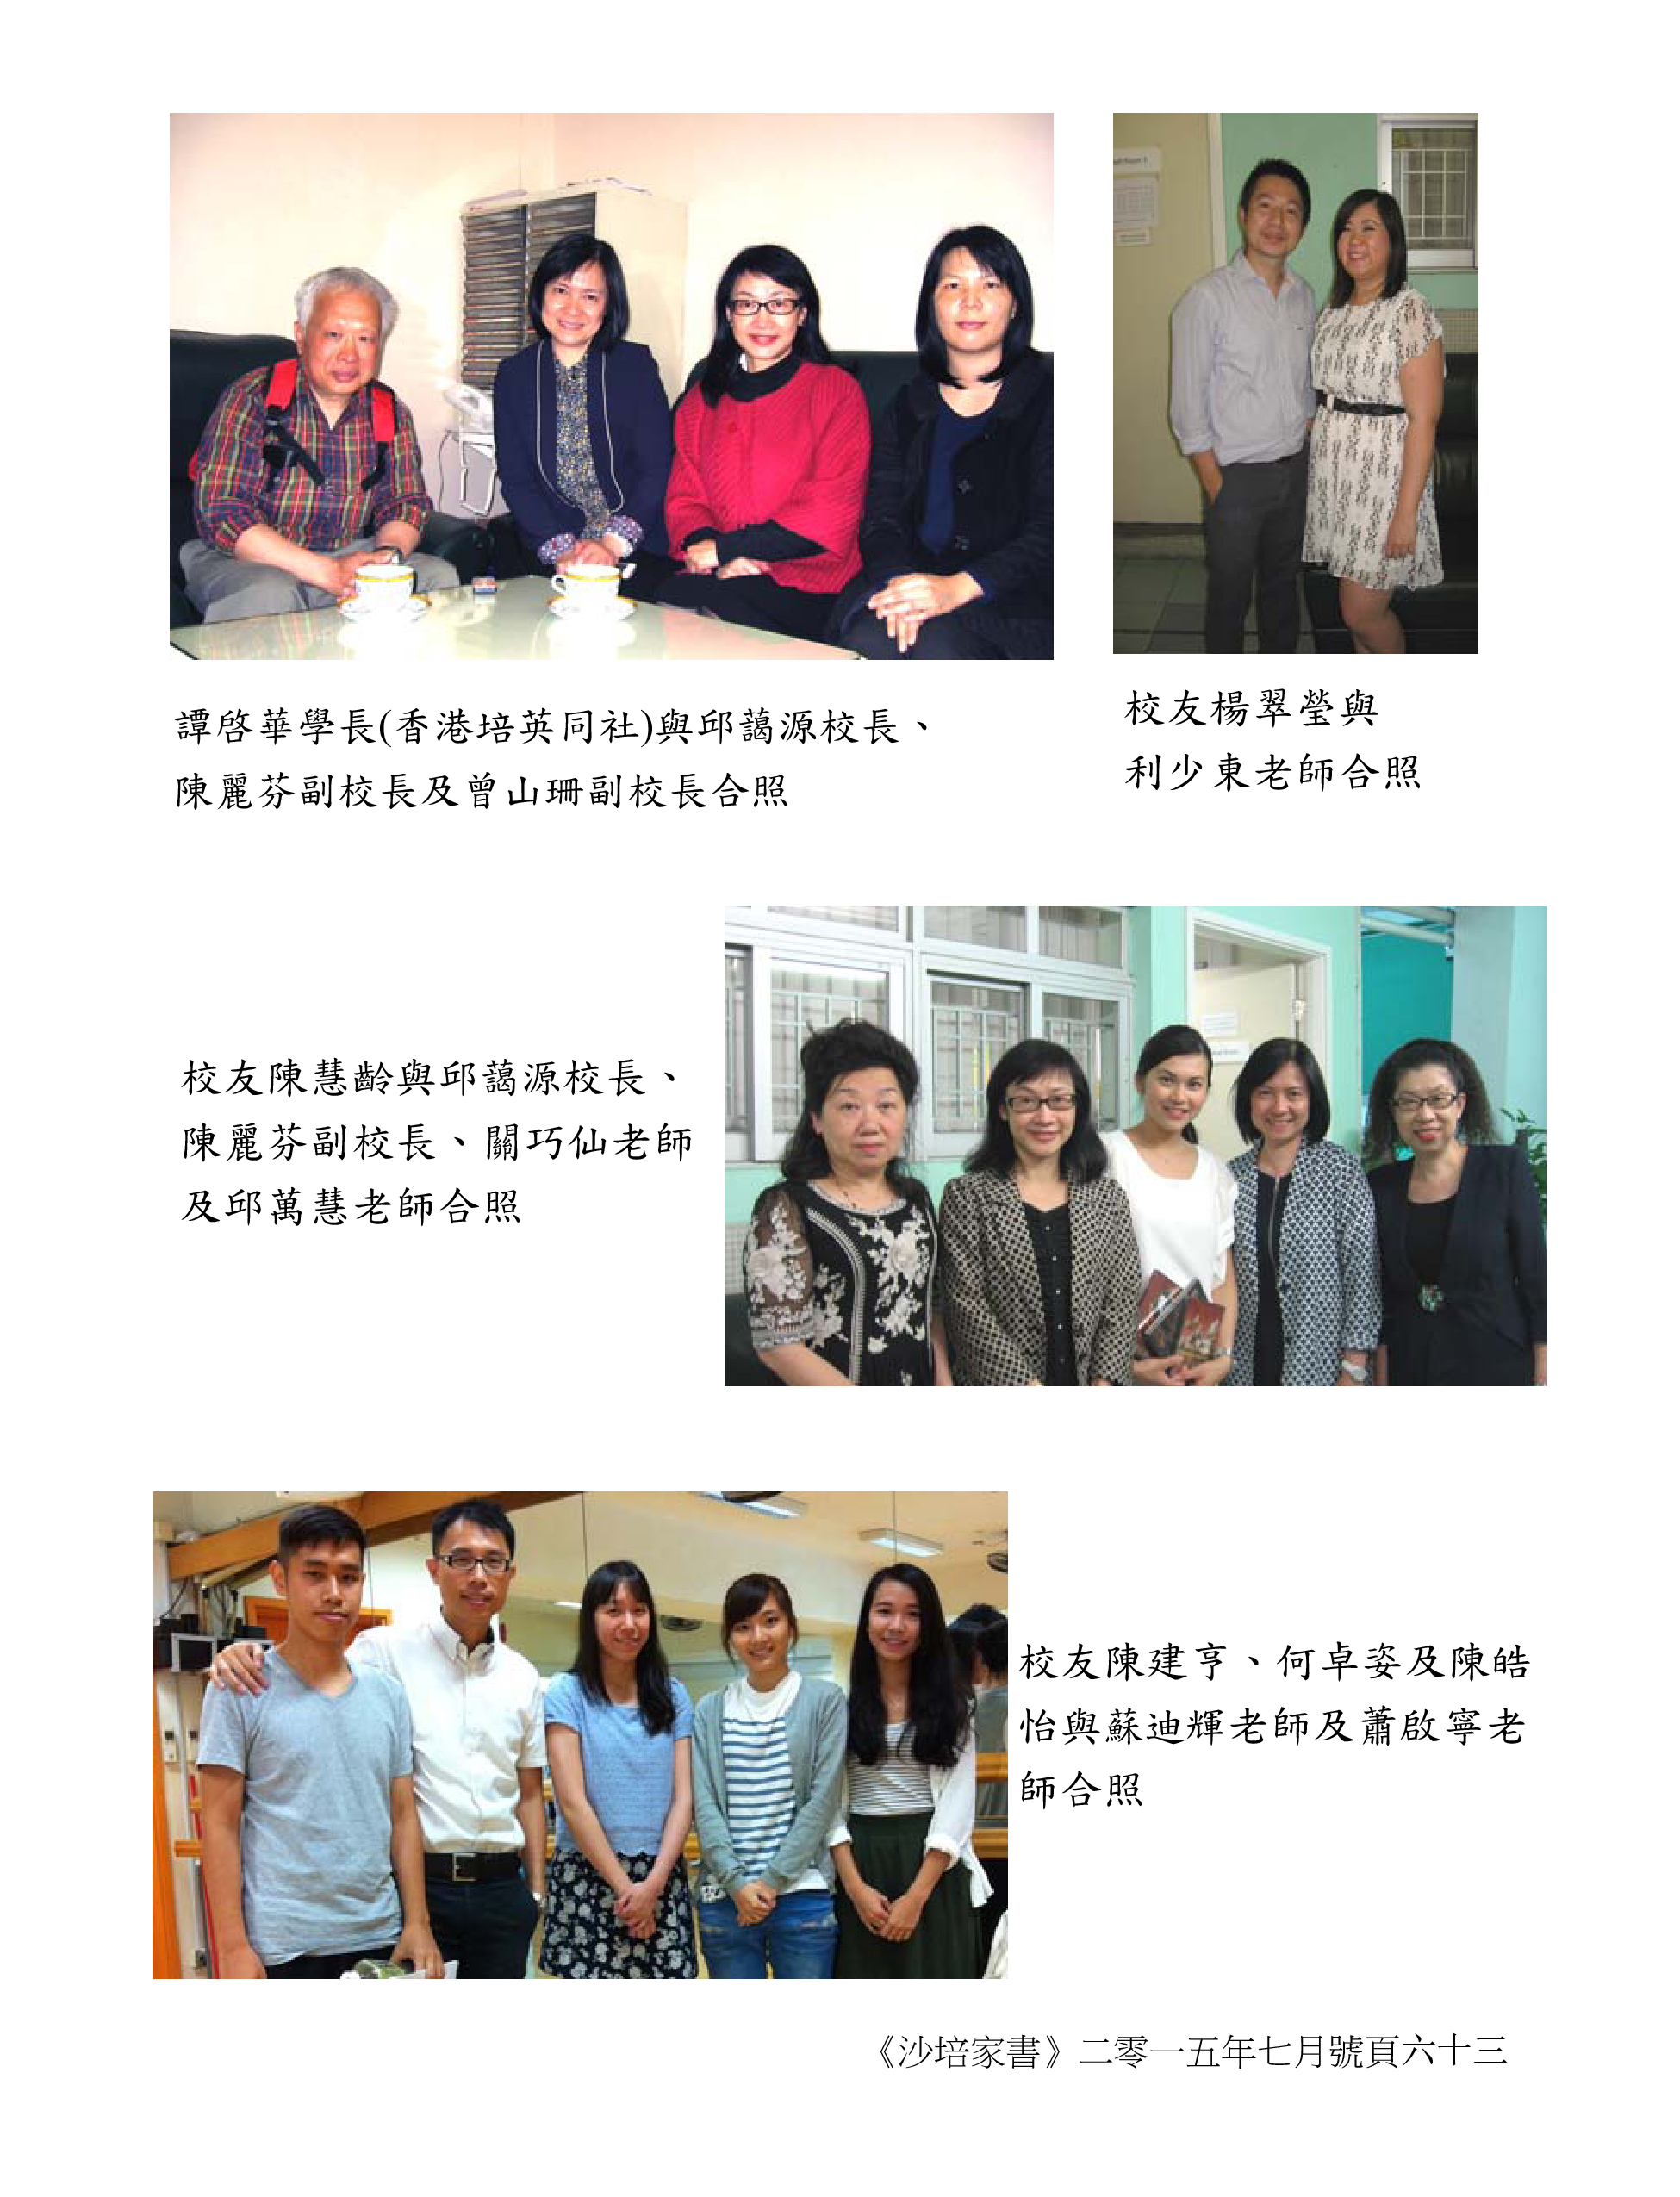 譚啓華學長(香港培英同社)與邱藹源校長、
陳麗芬副校長及曾山珊副校長合照
校友楊翠瑩與
利少東老師合照
校友陳慧齡與邱藹源校長、
陳麗芬副校長、關巧仙老師
及邱萬慧老師合照
校友陳建亨、何卓姿及陳皓
怡與蘇迪輝老師及蕭啟寧老
師合照
《沙培家書》二零一五年七月號頁六十三